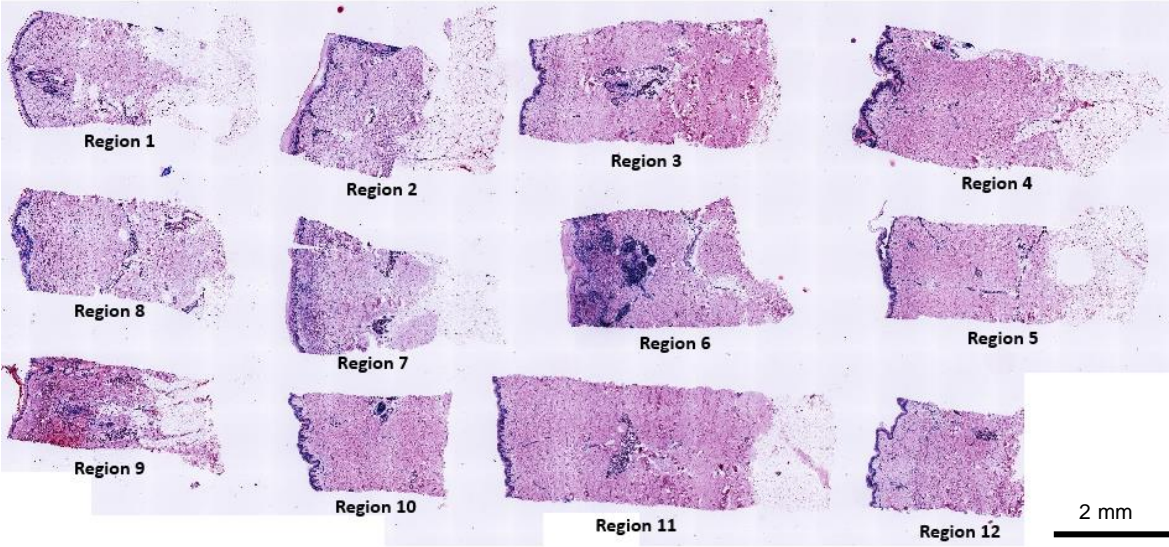 Region 1
Region 2
Region 3
Region 4
Region 8
Region 7
Region 6
Region 5
Region 9
Region 10
Region 11
Region 12
2 mm